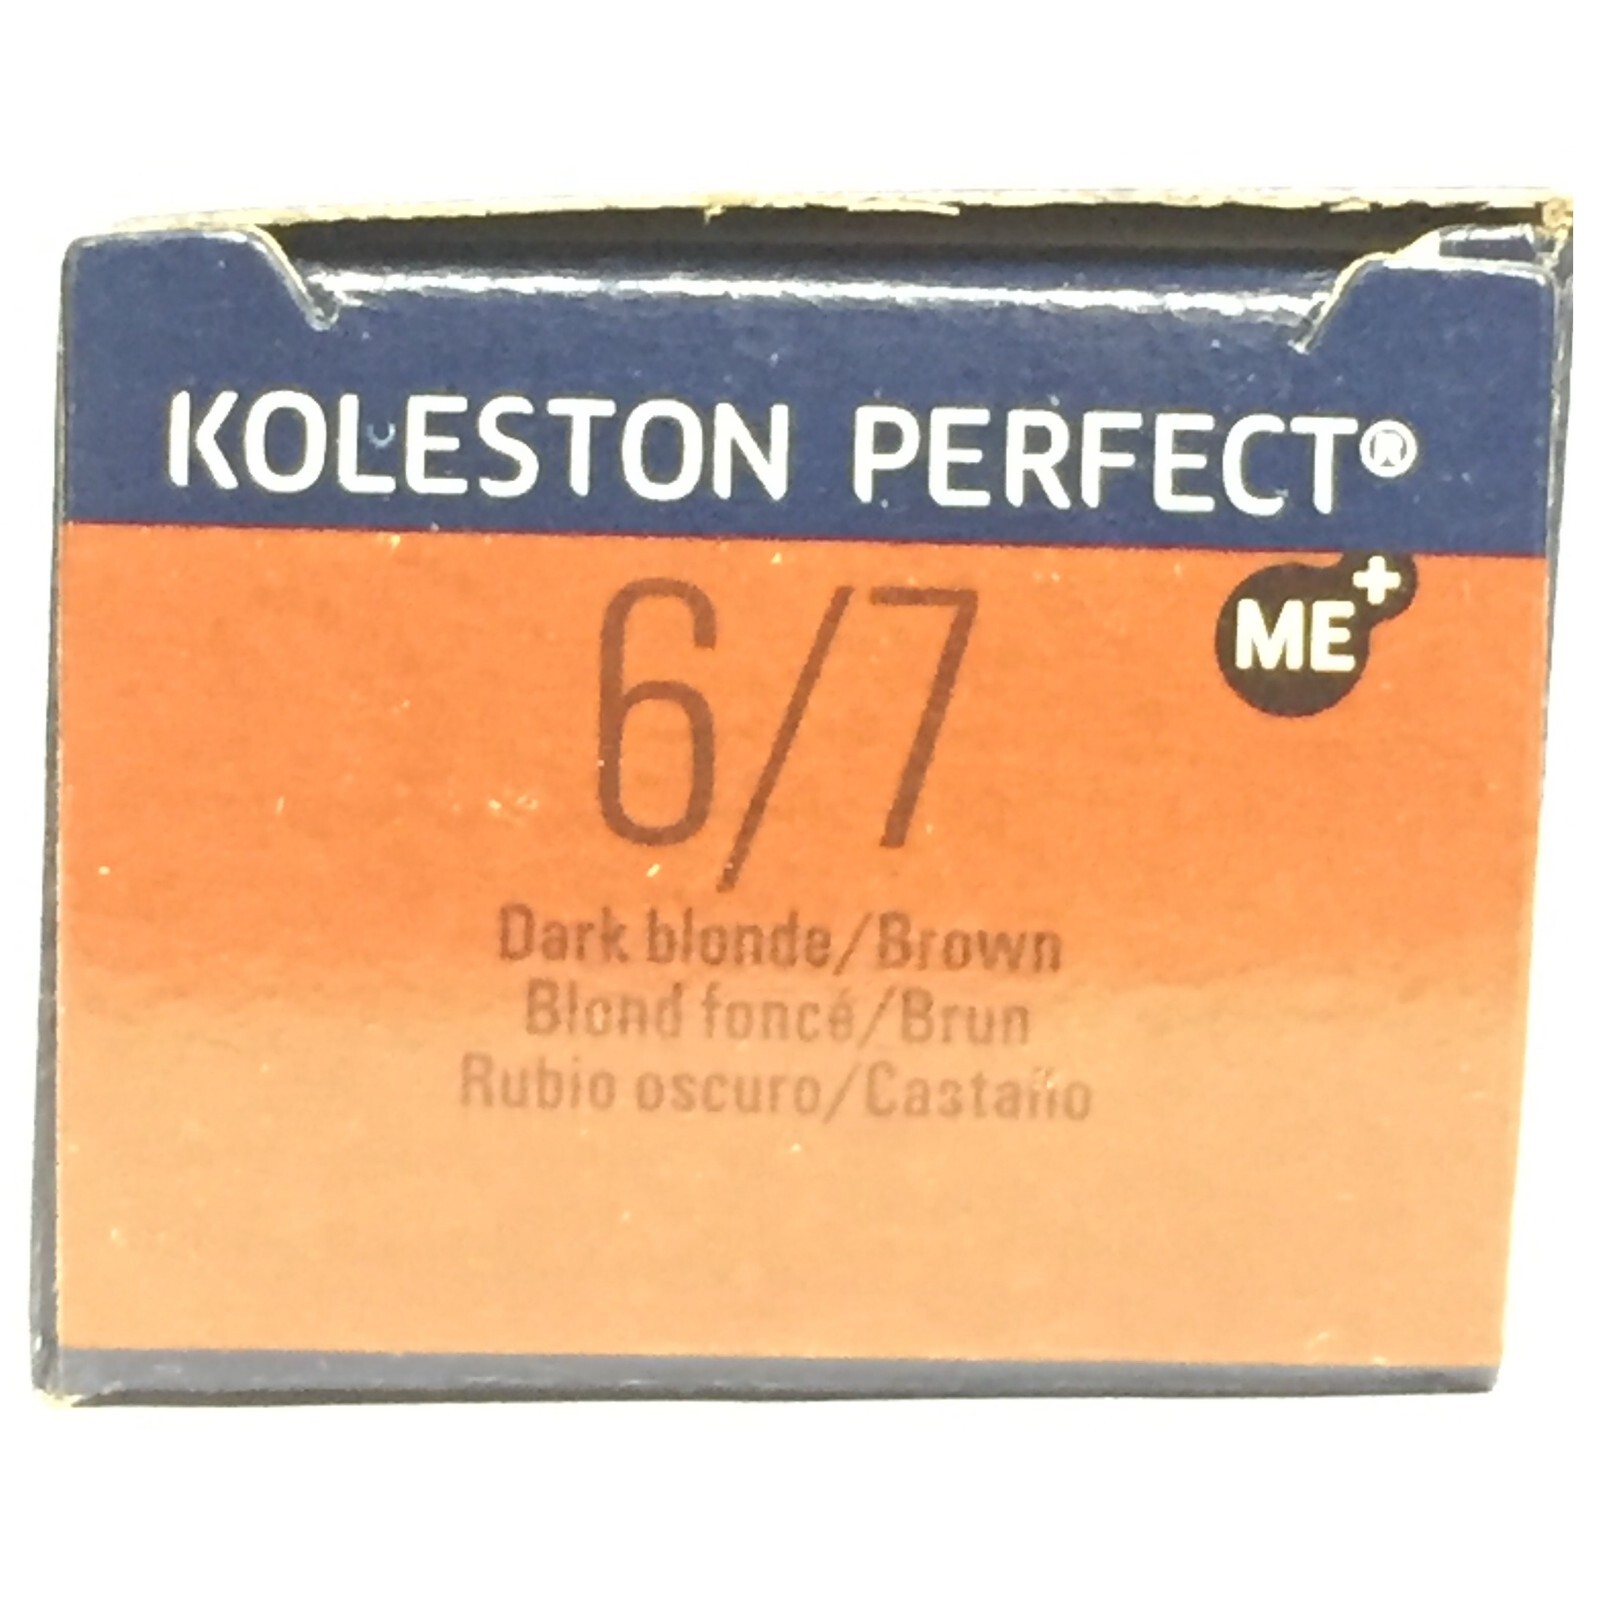 KOLESTON PERFECT®
6/7
ME+
Dark blonde/Brown
Blond foncé/Brun
Rubio oscuro/Castaño